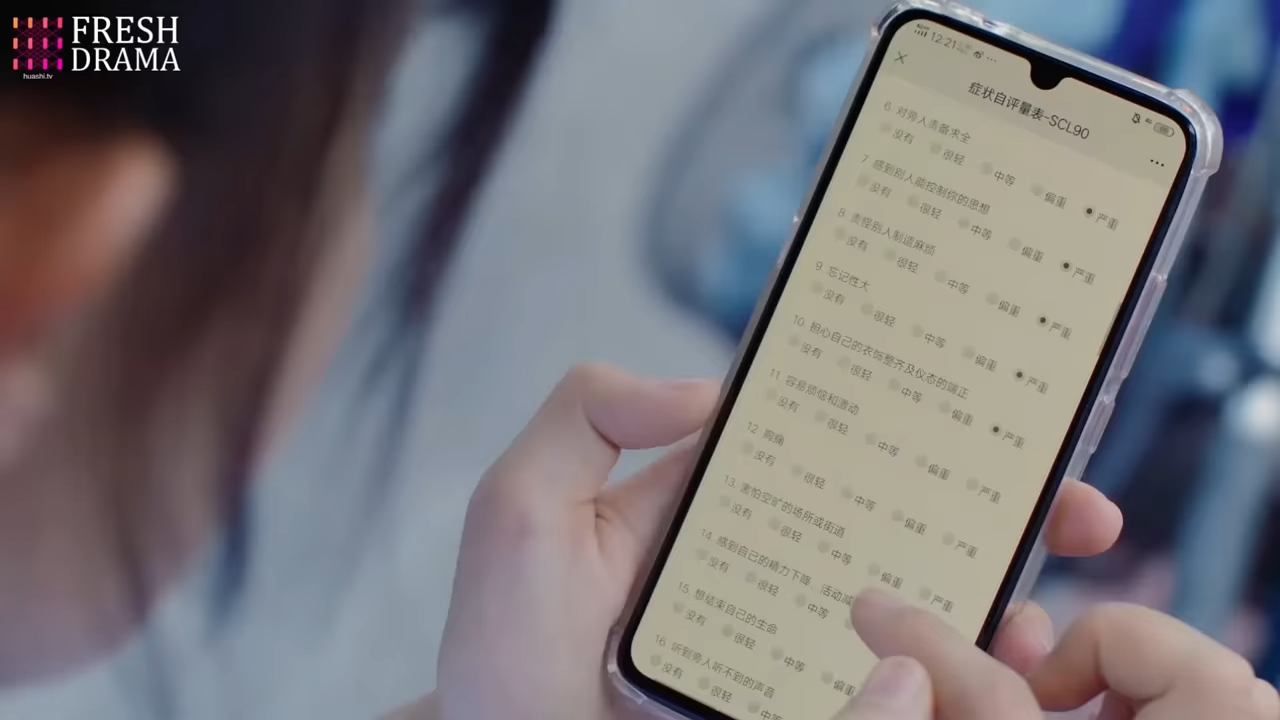 FRESH
DRAMA
huashi.tv
12:21
症状自评量表-SCL90
6. 对旁人责备求全
没有 很轻 中等 偏重 严重
7. 感到别人能控制你的思想
没有 很轻 中等 偏重 严重
8. 责怪别人制造麻烦
没有 很轻 中等 偏重 严重
9. 忘记性大
没有 很轻 中等 偏重 严重
10. 担心自己的衣饰整齐及仪态的端正
没有 很轻 中等 偏重 严重
11. 容易烦恼和激动
没有 很轻 中等 偏重 严重
12. 胸痛
没有 很轻 中等 偏重 严重
13. 害怕空旷的场所或街道
没有 很轻 中等 偏重 严重
14. 感到自己的精力下降，活动减
没有 很轻 中等
15. 想结束自己的生命
没有 很轻 中等 偏重
16. 听到旁人听不到的声音
没有 很轻 中等